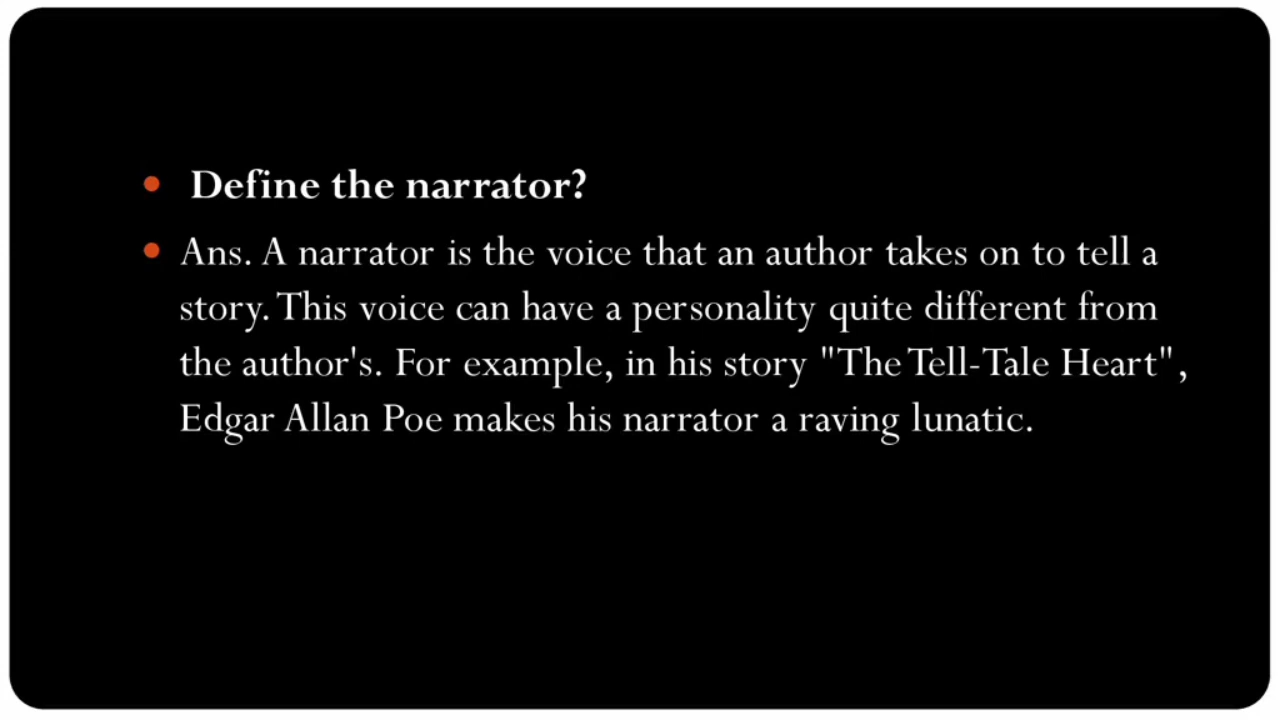 Define the narrator?
Ans. A narrator is the voice that an author takes on to tell a
story. This voice can have a personality quite different from
the author's. For example, in his story "The Tell-Tale Heart",
Edgar Allan Poe makes his narrator a raving lunatic.